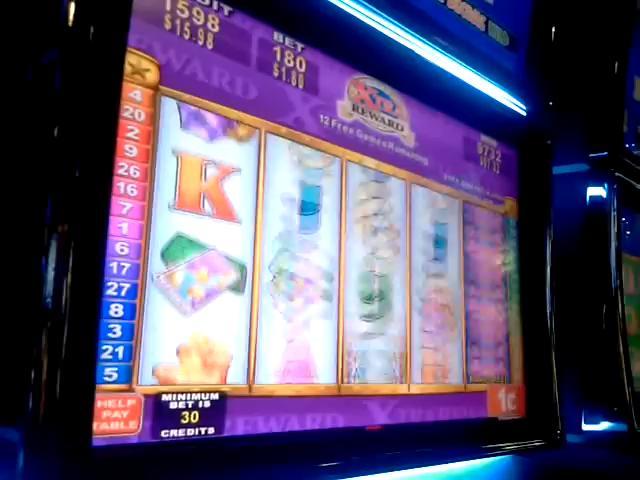 1598
$15.98
BET
180
$1.80
XTRA
REWARD
12 Free Games Remaining
4
20
2
9
26
16
7
1
6
17
27
8
3
21
5
K
HELP
PAY
TABLE
MINIMUM
BET IS
30
CREDITS
1¢